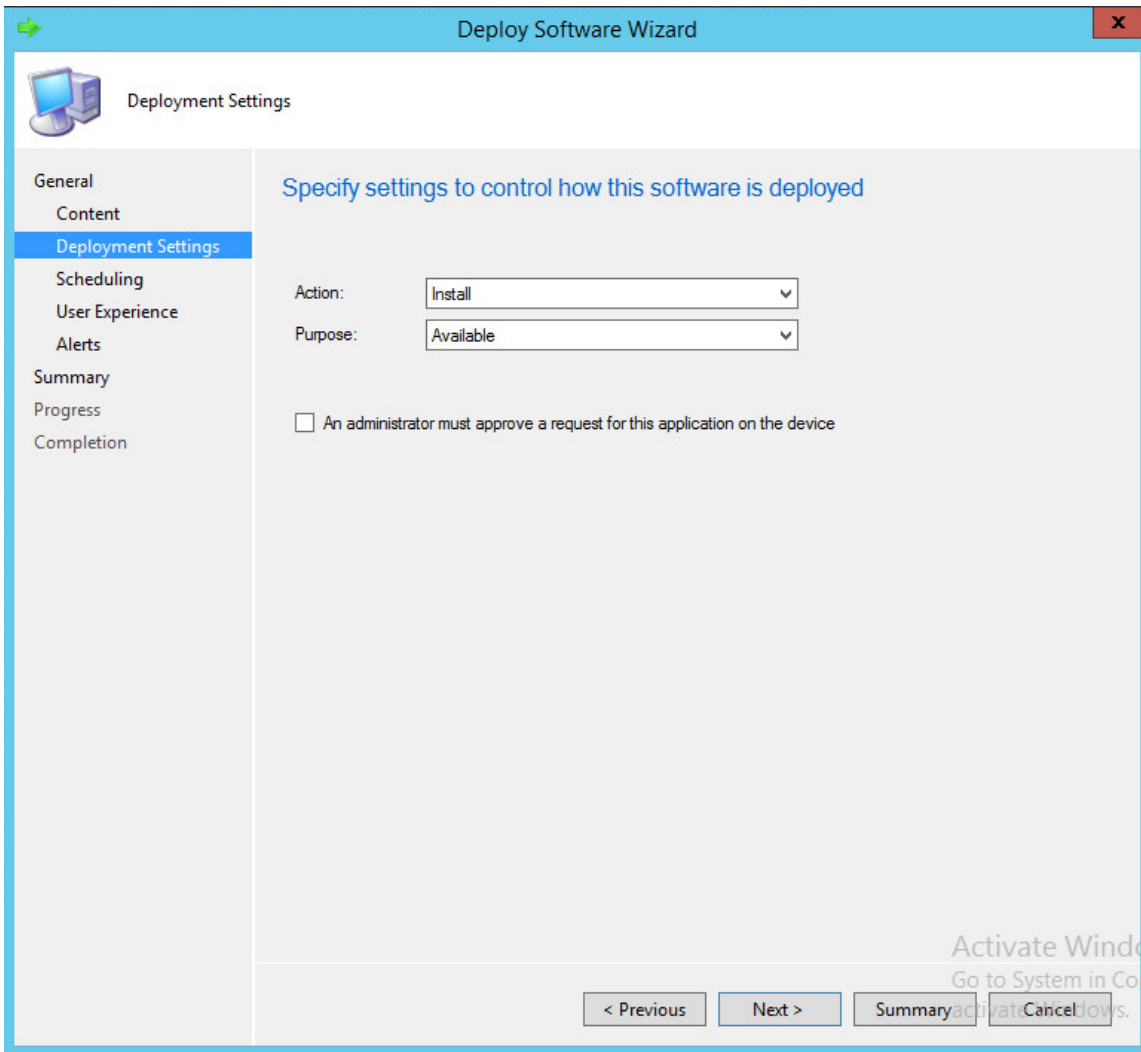 Deploy Software Wizard
x
Deployment Settings
General
Content
Deployment Settings
Scheduling
User Experience
Alerts
Summary
Progress
Completion
Specify settings to control how this software is deployed
Action:
Install
Purpose:
Available
An administrator must approve a request for this application on the device
Activate Windo
Go to System in Co
activate Windows.
< Previous
Next >
Summary
Cancel